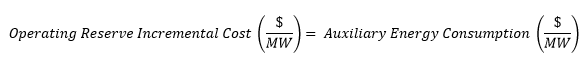 Operating Reserve Incremental Cost ($/MW) = Auxiliary Energy Consumption ($/MW)